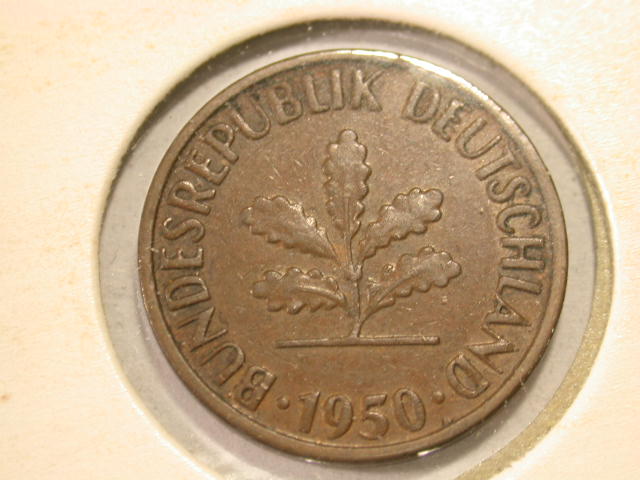 BUNDESREPUBLIK DEUTSCHLAND
· 1950 ·